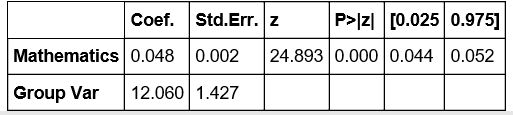 Coef. Std.Err. z P>|z| [0.025 0.975]
Mathematics 0.048 0.002 24.893 0.000 0.044 0.052
Group Var 12.060 1.427